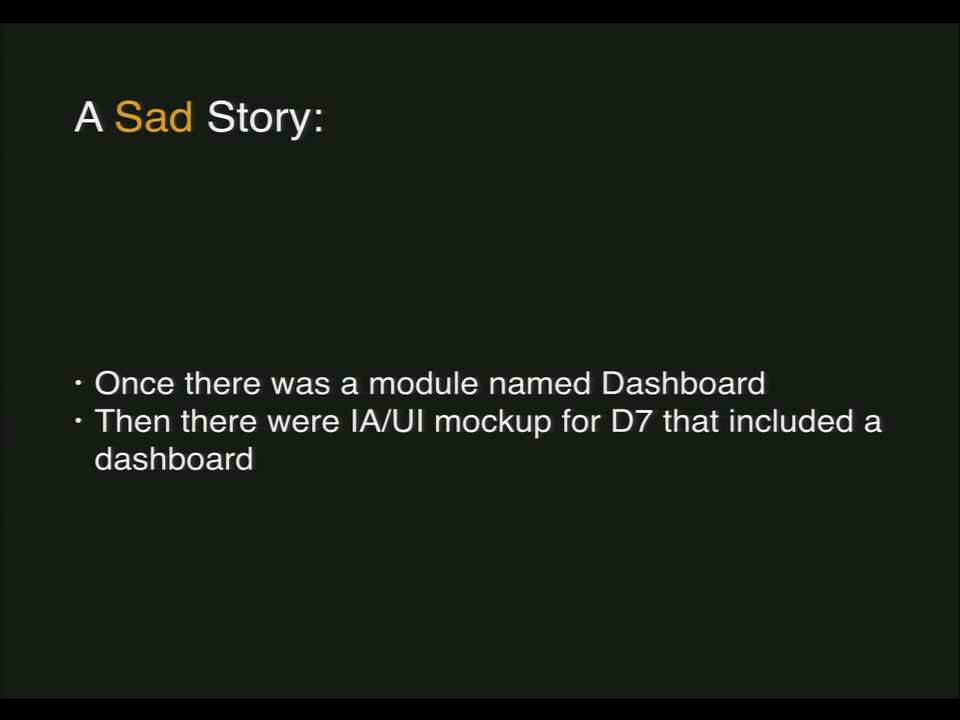 A Sad Story:
• Once there was a module named Dashboard
• Then there were IA/UI mockup for D7 that included a
dashboard